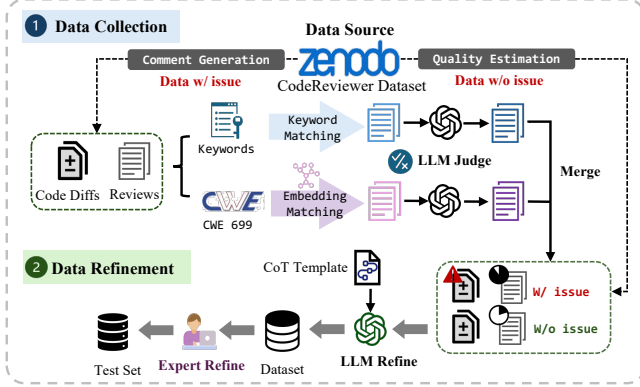 1 Data Collection
Data Source
Comment Generation
zenodo
Quality Estimation
Data w/ issue
CodeReviewer Dataset
Data w/o issue
Keywords
Keyword
Matching
LLM Judge
Merge
Code Diffs
Reviews
CWE
CWE 699
Embedding
Matching
2 Data Refinement
CoT Template
W/ issue
W/o issue
Test Set
Expert Refine
Dataset
LLM Refine